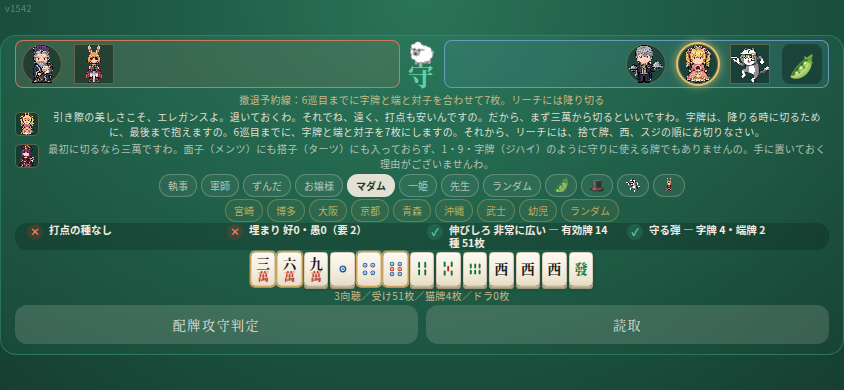 v1542
守
撤退予約線：6巡目までに字牌と端と対子を合わせて7枚。リーチには降り切る
引き際の美しさこそ、エレガンスよ。退いておくわ。それでね、遠く、打点も安いんですの。だから、まず三萬から切るといいですわ。字牌は、降りる時に切るため
に、最後まで抱えますの。6巡目までに、字牌と端と対子を7枚にしますの。それから、リーチには、捨て牌、西、スジの順にお切りなさい。
最初に切るなら三萬ですわ。面子（メンツ）にも搭子（ターツ）にも入っておらず、1・9・字牌（ジハイ）のように守りに使える牌でもありませんの。手に置いておく
理由がございませんわ。
執事 軍師 ずんだ お嬢様 マダム 一姫 先生 ランダム
宮崎 博多 大阪 京都 青森 沖縄 武士 幼児 ランダム
打点の種なし
埋まり 好0・愚0（要 2）
伸びしろ 非常に広い — 有効牌 14
種 51枚
守る弾 — 字牌 4・端牌 2
三萬 六萬 九萬 西 西 西 發
3向聴／受け51枚／猫牌4枚／ドラ0枚
配牌攻守判定 読取